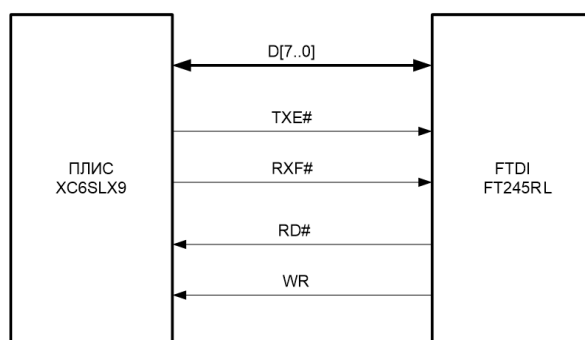 D[7..0]
TXE#
ПЛИС
XC6SLX9
RXF#
FTDI
FT245RL
RD#
WR